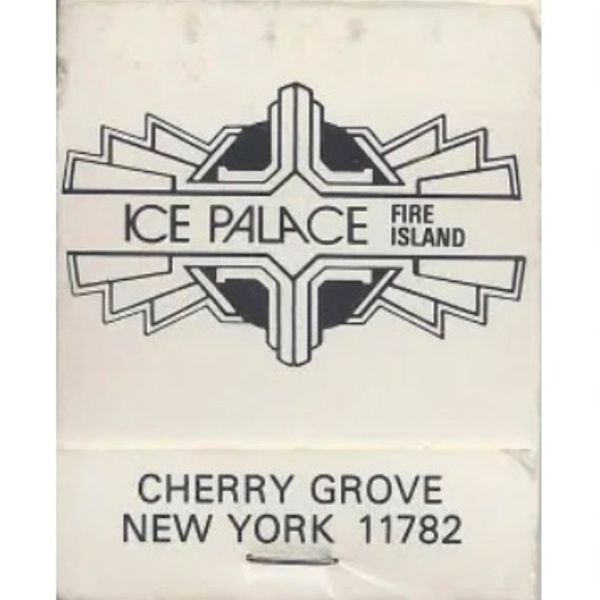 ICE PALACE FIRE ISLAND
CHERRY GROVE
NEW YORK 11782